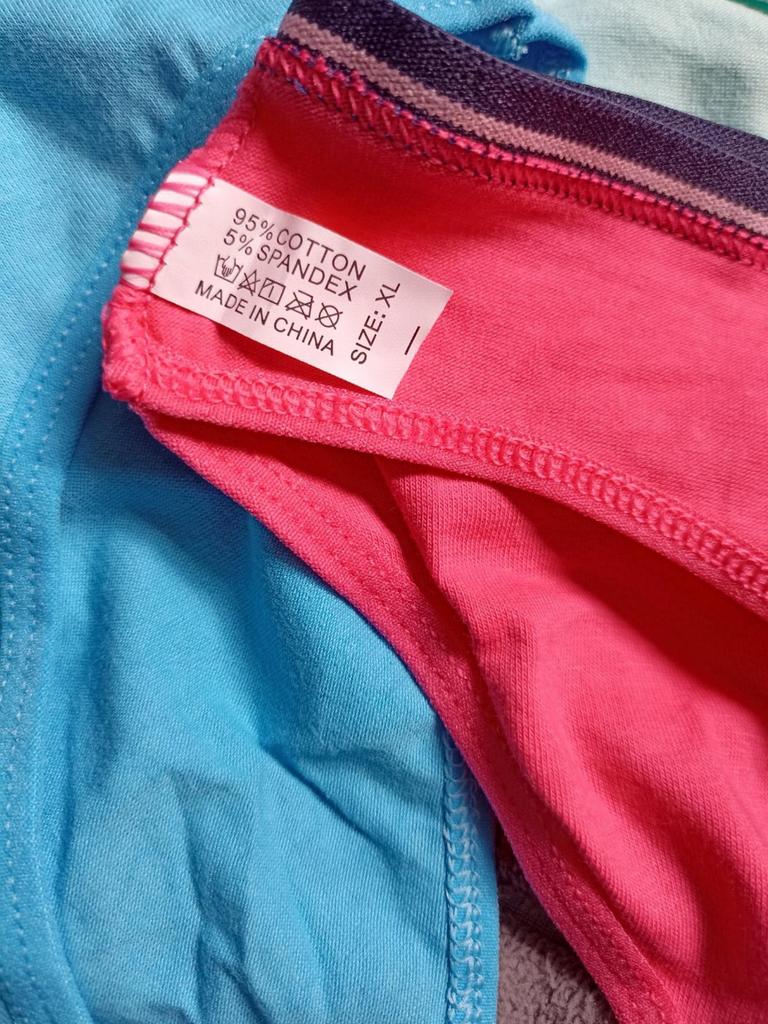 95% COTTON
5% SPANDEX
MADE IN CHINA
SIZE: XL